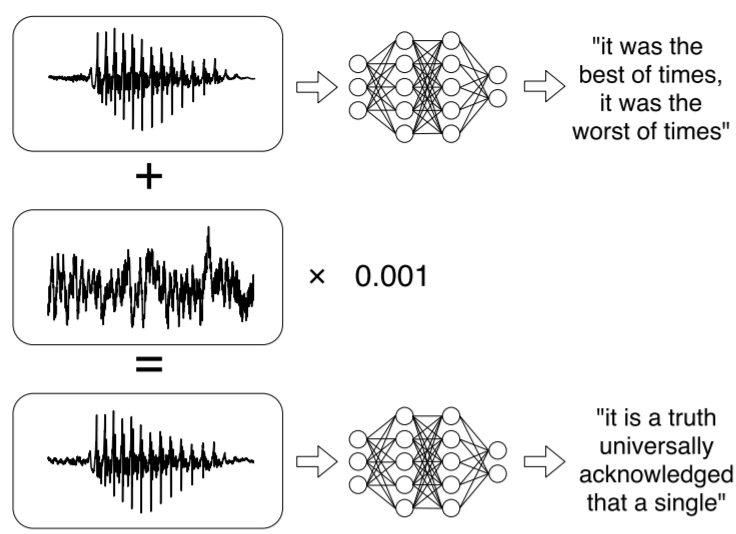 "it was the
best of times,
it was the
worst of times"
+
× 0.001
=
"it is a truth
universally
acknowledged
that a single"